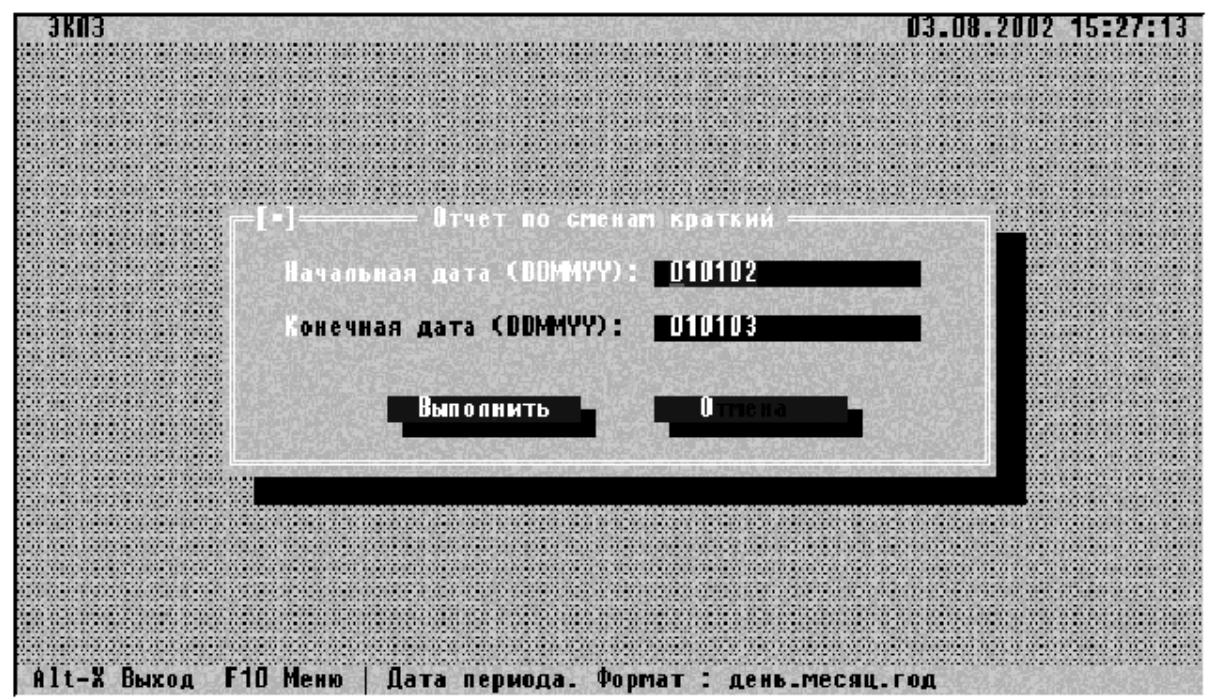 ЭКПЗ 03.08.2002 15:27:13
[▪] Отчет по сменам краткий
Начальная дата (DDMMYY): 010102
Конечная дата (DDMMYY): 010103
Выполнить Отмена
Alt-X Выход F10 Меню | Дата периода. Формат : день.месяц.год